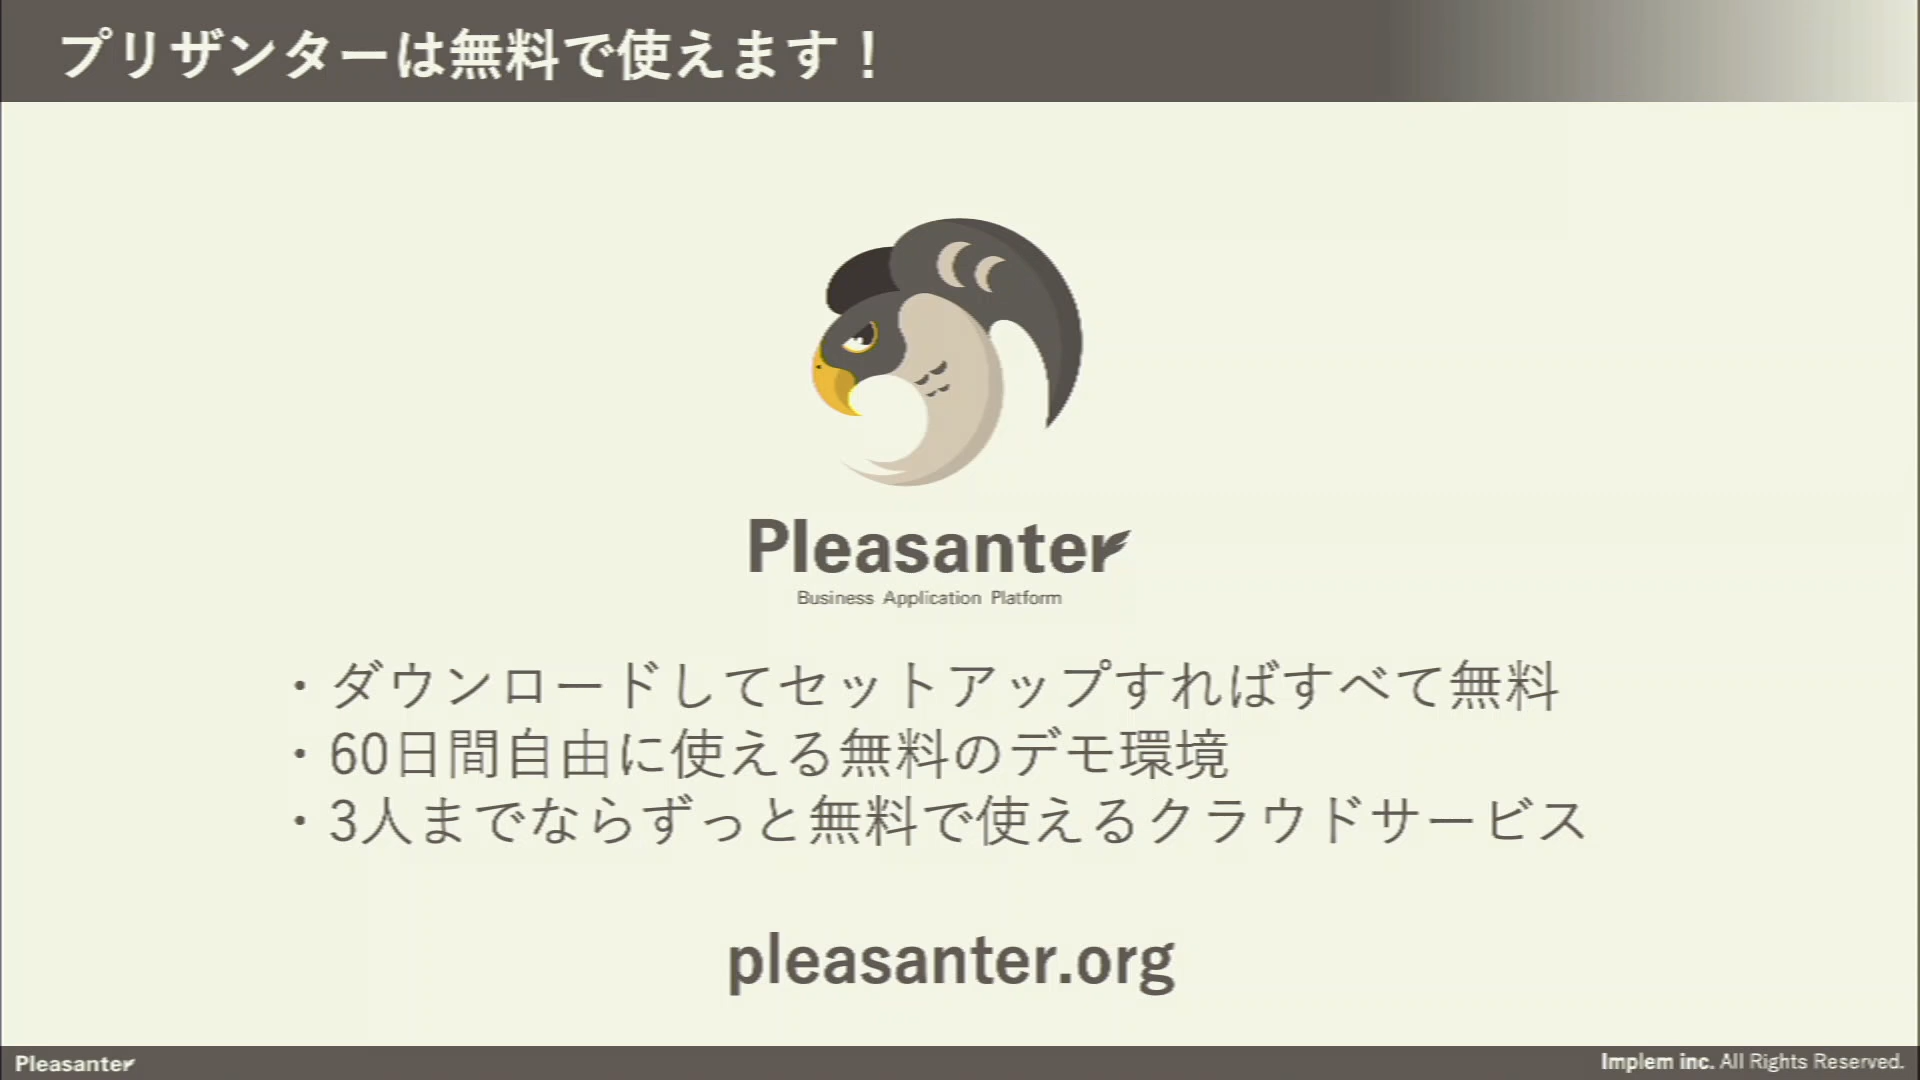 プリザンターは無料で使えます！
Pleasanter
Business Application Platform
・ダウンロードしてセットアップすればすべて無料
・60日間自由に使える無料のデモ環境
・3人までならずっと無料で使えるクラウドサービス
pleasanter.org
Pleasanter
Implem inc. All Rights Reserved.